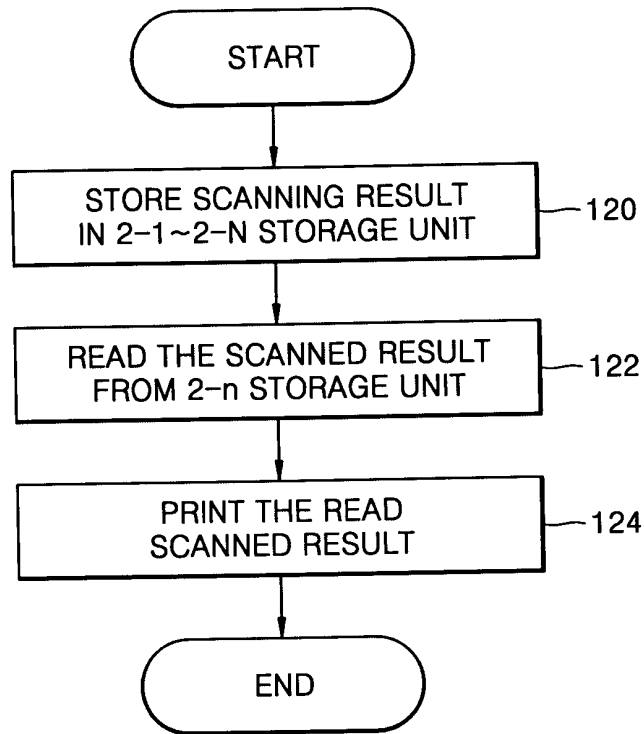 START
STORE SCANNING RESULT
IN 2-1~2-N STORAGE UNIT
120
READ THE SCANNED RESULT
FROM 2-n STORAGE UNIT
122
PRINT THE READ
SCANNED RESULT
124
END